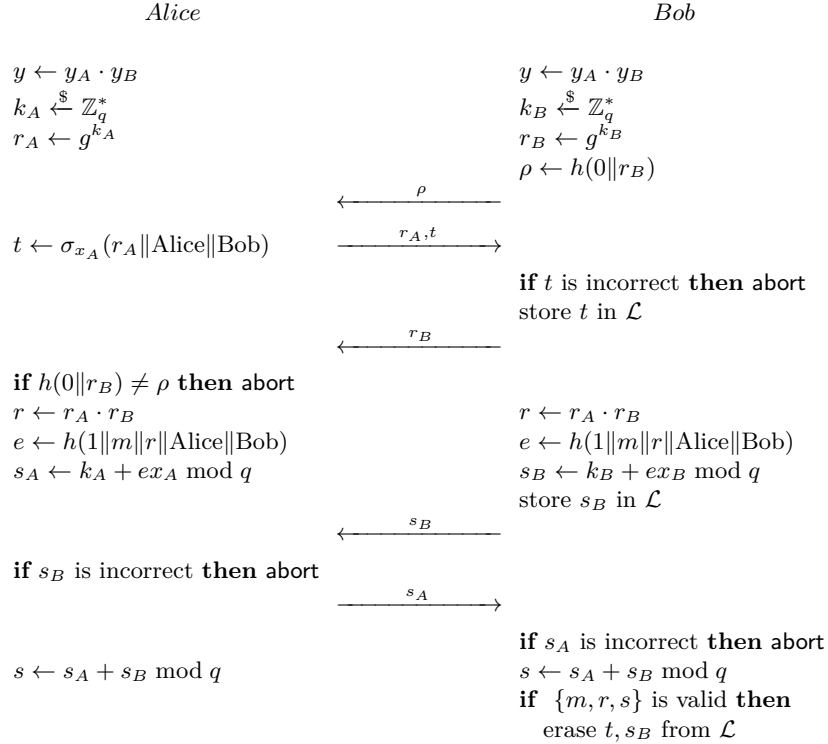 Alice Bob
y ← y_A · y_B y ← y_A · y_B
k_A ←$ ℤ_q^* k_B ←$ ℤ_q^*
r_A ← g^{k_A} r_B ← g^{k_B}
ρ ← h(0‖r_B)
ρ
t ← σ_{x_A}(r_A‖Alice‖Bob) r_A, t
if t is incorrect then abort
store t in ℒ
r_B
if h(0‖r_B) ≠ ρ then abort
r ← r_A · r_B r ← r_A · r_B
e ← h(1‖m‖r‖Alice‖Bob) e ← h(1‖m‖r‖Alice‖Bob)
s_A ← k_A + ex_A mod q s_B ← k_B + ex_B mod q
store s_B in ℒ
s_B
if s_B is incorrect then abort
s_A
if s_A is incorrect then abort
s ← s_A + s_B mod q s ← s_A + s_B mod q
if {m, r, s} is valid then
erase t, s_B from ℒ